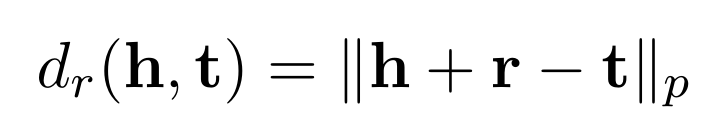 d_r(𝐡, 𝐭) = ‖𝐡 + 𝐫 − 𝐭‖_p